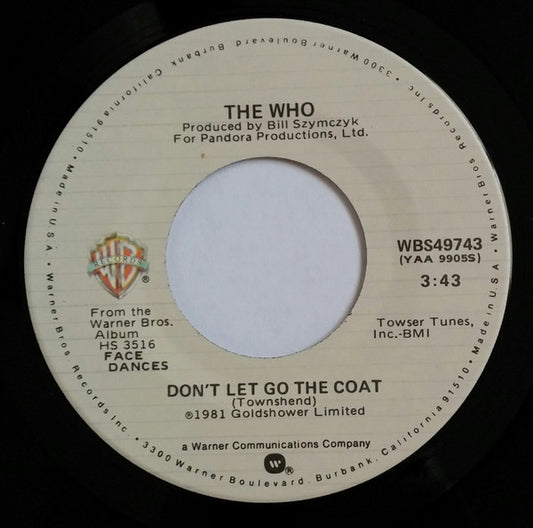 THE WHO
Produced by Bill Szymczyk
For Pandora Productions, Ltd.
WB
RECORDS
®
WBS49743
(YAA 9905S)
3:43
From the
Warner Bros.
Album
HS 3516
FACE
DANCES
Towser Tunes,
Inc.-BMI
DON'T LET GO THE COAT
(Townshend)
℗1981 Goldshower Limited
a Warner Communications Company
W®
Warner Bros. Records Inc. • 3300 Warner Boulevard. Burbank. California 91510 • Made in U.S.A. •
Warner Bros. Records Inc • 3300 Warner Boulevard Burbank California 91510 • Made in U.S.A. •